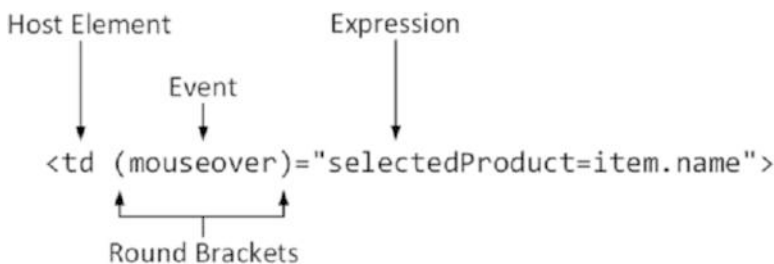 Host Element Expression
Event
<td (mouseover)="selectedProduct=item.name">
Round Brackets